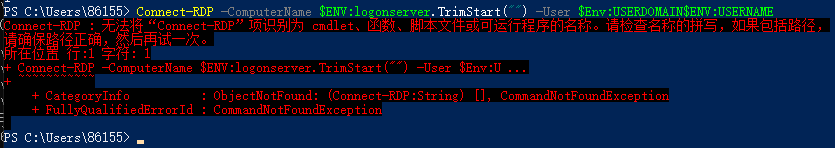 PS C:\Users\86155> Connect-RDP -ComputerName $ENV:logonserver.TrimStart("~") -User $Env:USERDOMAIN$ENV:USERNAME
Connect-RDP : 无法将“Connect-RDP”项识别为 cmdlet、函数、脚本文件或可运行程序的名称。请检查名称的拼写，如果包括路径，
请确保路径正确，然后再试一次。
所在位置 行:1 字符: 1
+ Connect-RDP -ComputerName $ENV:logonserver.TrimStart("") -User $Env:U ...
+ ~~~~~~~~~~~
    + CategoryInfo          : ObjectNotFound: (Connect-RDP:String) [], CommandNotFoundException
    + FullyQualifiedErrorId : CommandNotFoundException
PS C:\Users\86155>